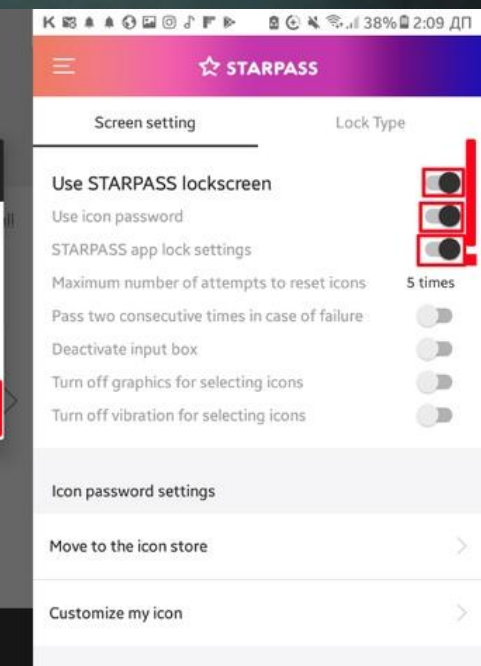 38% 2:09 ДП
STARPASS
Screen setting Lock Type
Use STARPASS lockscreen
Use icon password
STARPASS app lock settings
Maximum number of attempts to reset icons 5 times
Pass two consecutive times in case of failure
Deactivate input box
Turn off graphics for selecting icons
Turn off vibration for selecting icons
Icon password settings
Move to the icon store
Customize my icon